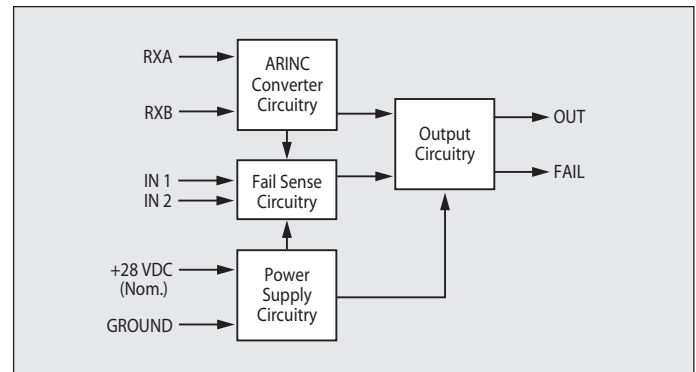 RXA
RXB
ARINC
Converter
Circuitry
IN 1
IN 2
Fail Sense
Circuitry
+28 VDC
(Nom.)
GROUND
Power
Supply
Circuitry
Output
Circuitry
OUT
FAIL